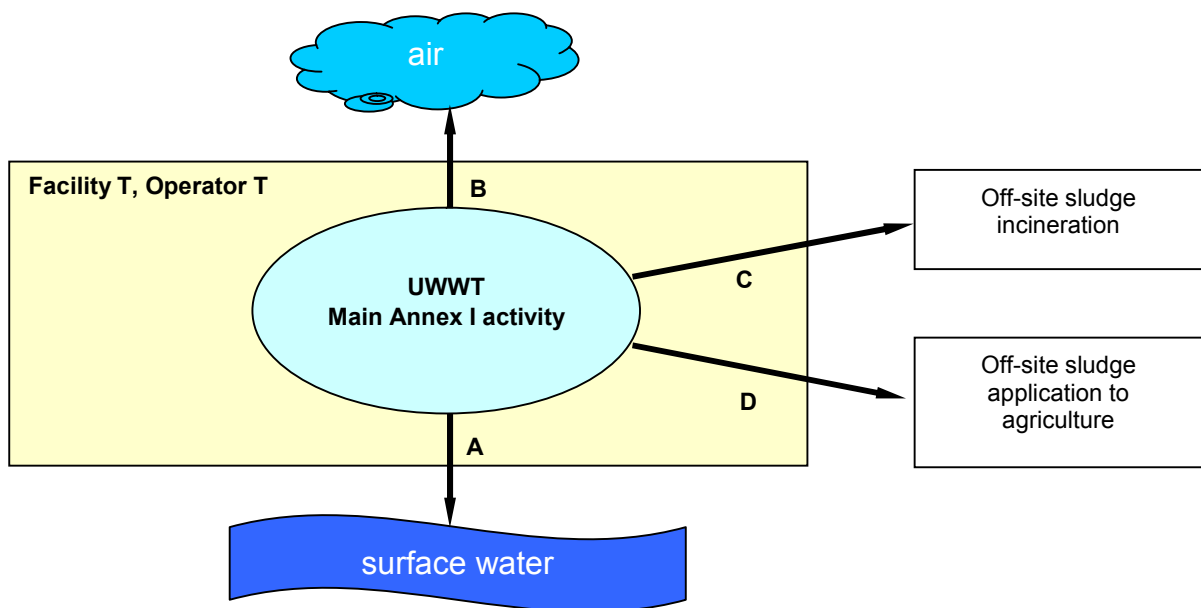 air
Facility T, Operator T
B
UWWT
Main Annex I activity
C
Off-site sludge
incineration
D
Off-site sludge
application to
agriculture
A
surface water